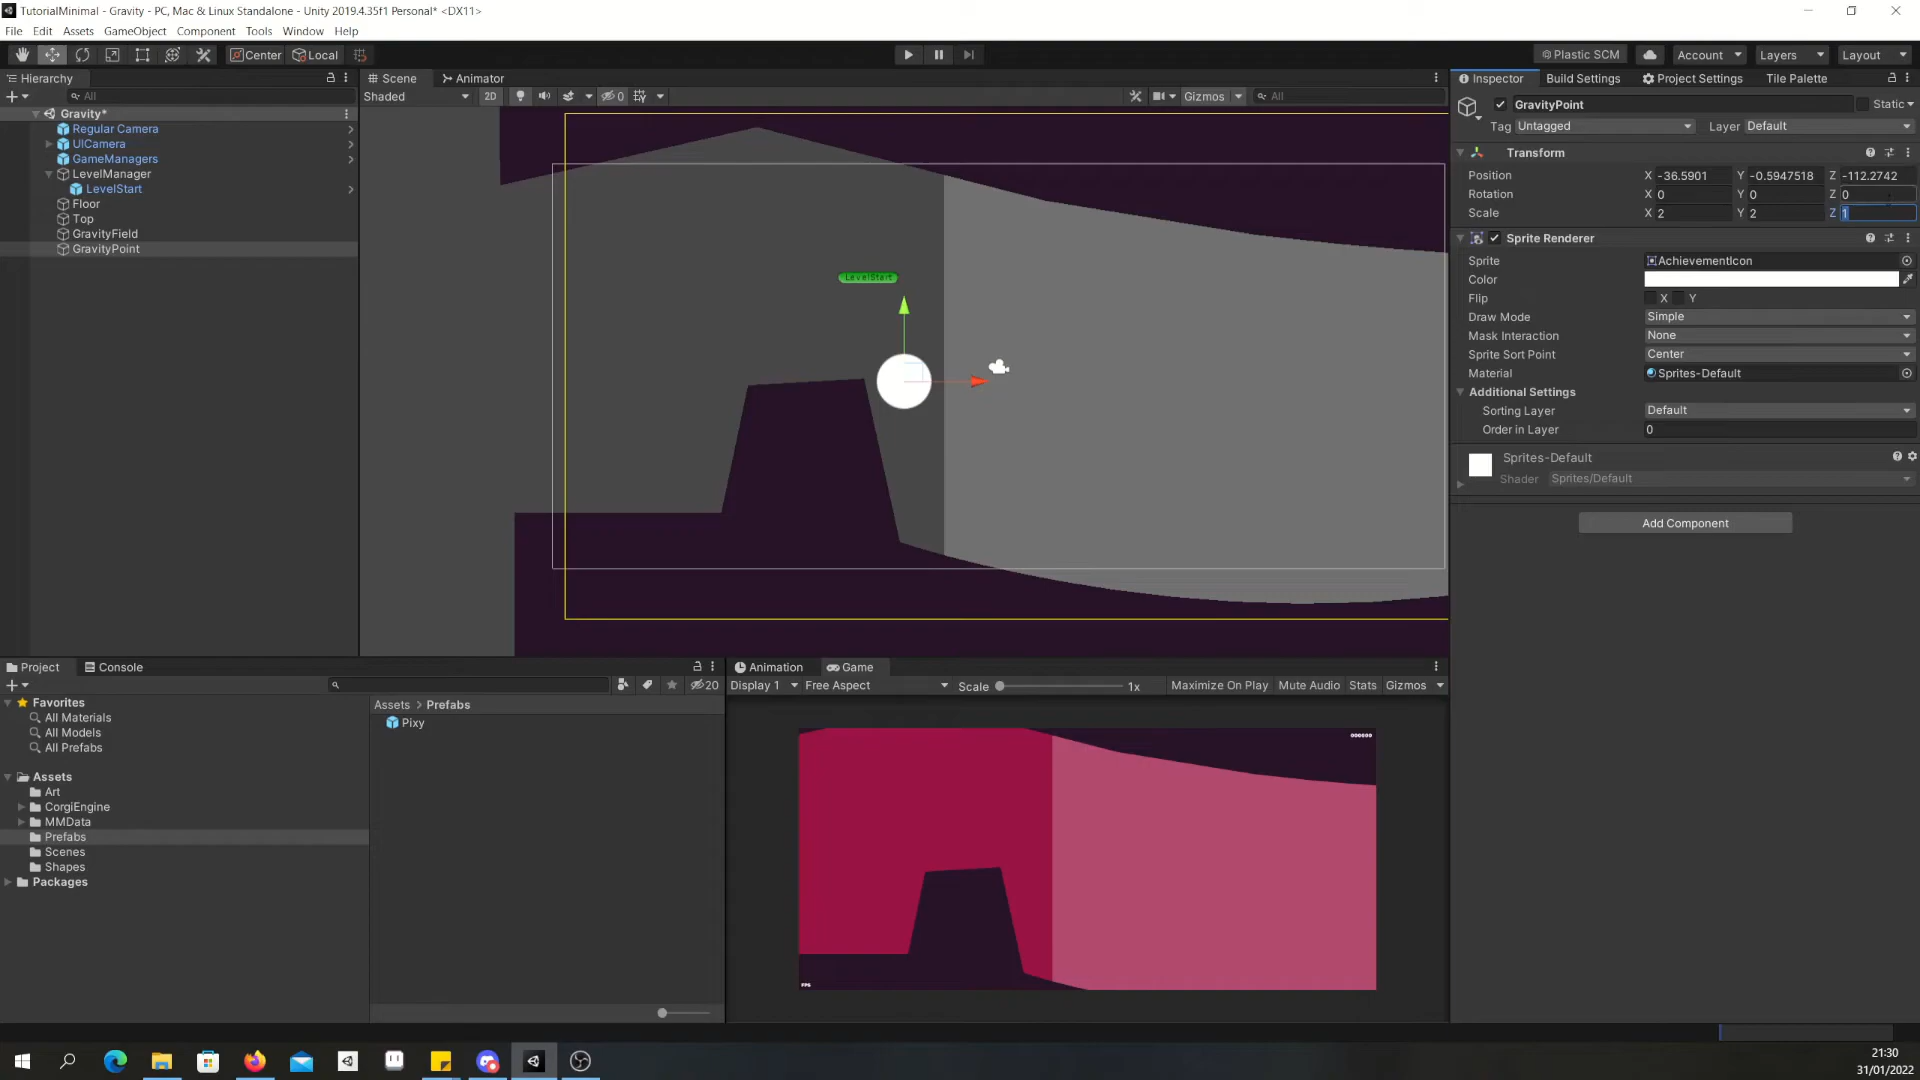 TutorialMinimal - Gravity - PC, Mac & Linux Standalone - Unity 2019.4.35f1 Personal* <DX11>
File Edit Assets GameObject Component Tools Window Help
Center Local
Plastic SCM Account Layers Layout
Hierarchy
All
Gravity*
Regular Camera
UICamera
GameManagers
LevelManager
LevelStart
Floor
Top
GravityField
GravityPoint
Scene Animator
Shaded 2D 0 Gizmos All
LevelStart
Inspector Build Settings Project Settings Tile Palette
GravityPoint Static
Tag Untagged Layer Default
Transform
Position X -36.5901 Y -0.5947518 Z -112.2742
Rotation X 0 Y 0 Z 0
Scale X 2 Y 2 Z 1
Sprite Renderer
Sprite AchievementIcon
Color
Flip X Y
Draw Mode Simple
Mask Interaction None
Sprite Sort Point Center
Material Sprites-Default
Additional Settings
Sorting Layer Default
Order in Layer 0
Sprites-Default
Shader Sprites/Default
Add Component
Project Console
20
Favorites
All Materials
All Models
All Prefabs
Assets
Art
CorgiEngine
MMData
Prefabs
Scenes
Shapes
Packages
Assets > Prefabs
Pixy
Animation Game
Display 1 Free Aspect Scale 1x Maximize On Play Mute Audio Stats Gizmos
000000
FPS
21:30
31/01/2022